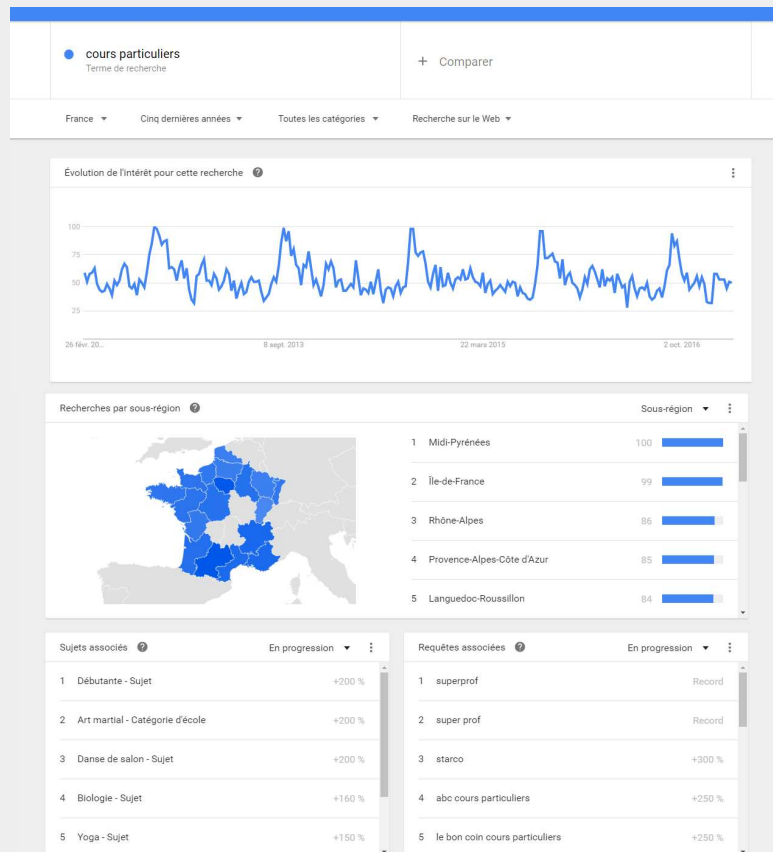 cours particuliers
Terme de recherche
+ Comparer
France
Cinq dernières années
Toutes les catégories
Recherche sur le Web
Évolution de l'intérêt pour cette recherche ?
100
75
50
25
26 févr. 20...
8 sept. 2013
22 mars 2015
2 oct. 2016
Recherches par sous-région ?
Sous-région
1 Midi-Pyrénées 100
2 Île-de-France 99
3 Rhône-Alpes 86
4 Provence-Alpes-Côte d'Azur 85
5 Languedoc-Roussillon 84
Sujets associés ?
En progression
1 Débutante - Sujet +200 %
2 Art martial - Catégorie d'école +200 %
3 Danse de salon - Sujet +200 %
4 Biologie - Sujet +160 %
5 Yoga - Sujet +150 %
Requêtes associées ?
En progression
1 superprof Record
2 super prof Record
3 starco +300 %
4 abc cours particuliers +250 %
5 le bon coin cours particuliers +250 %